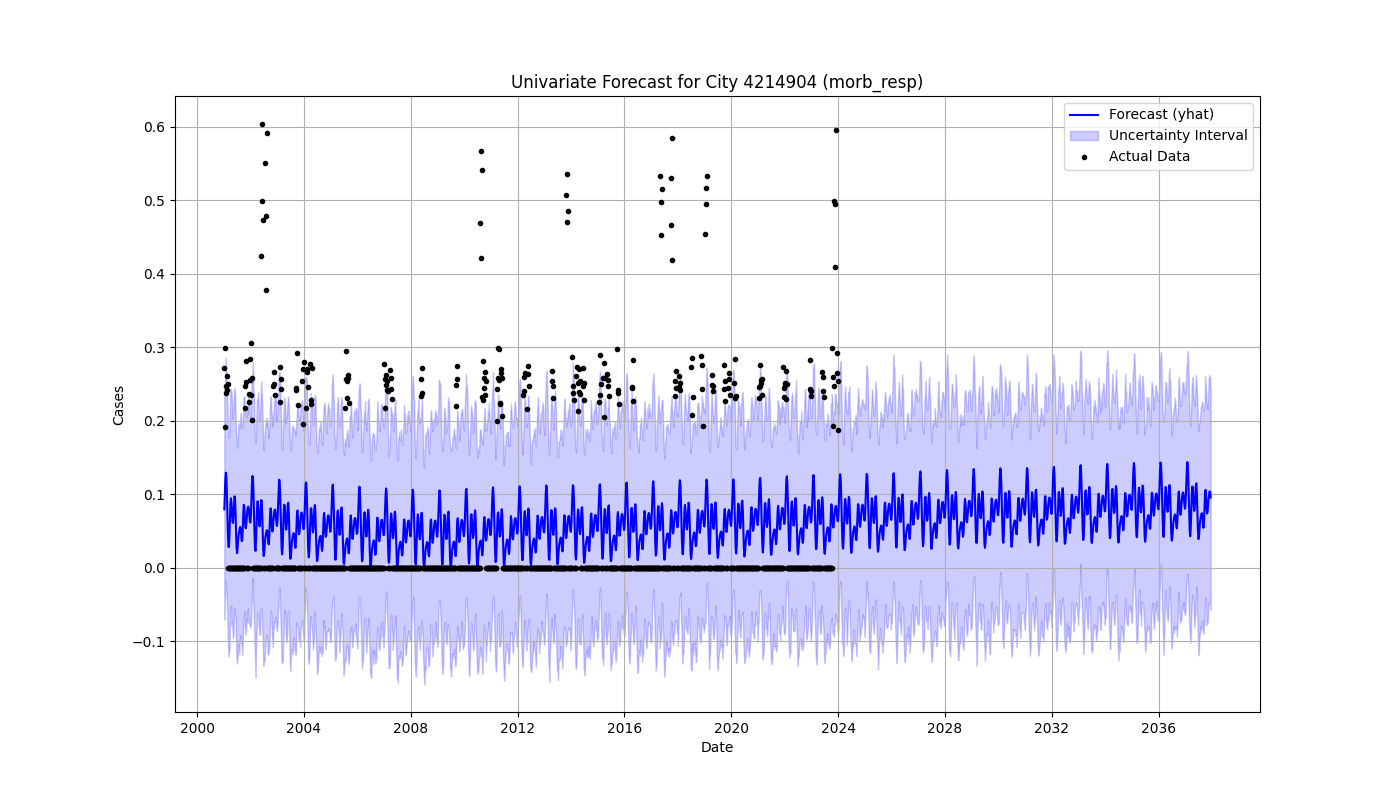 Univariate Forecast for City 4214904 (morb_resp)
Forecast (yhat)
Uncertainty Interval
Actual Data
Cases
0.6
0.5
0.4
0.3
0.2
0.1
0.0
−0.1
2000 2004 2008 2012 2016 2020 2024 2028 2032 2036
Date